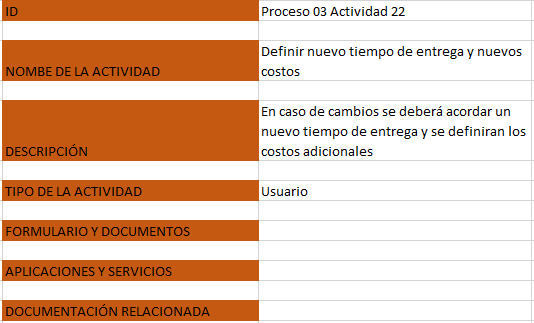 ID Proceso 03 Actividad 22
Definir nuevo tiempo de entrega y nuevos
NOMBE DE LA ACTIVIDAD costos
En caso de cambios se deberá acordar un
nuevo tiempo de entrega y se definiran los
DESCRIPCIÓN costos adicionales
TIPO DE LA ACTIVIDAD Usuario
FORMULARIO Y DOCUMENTOS
APLICACIONES Y SERVICIOS
DOCUMENTACIÓN RELACIONADA